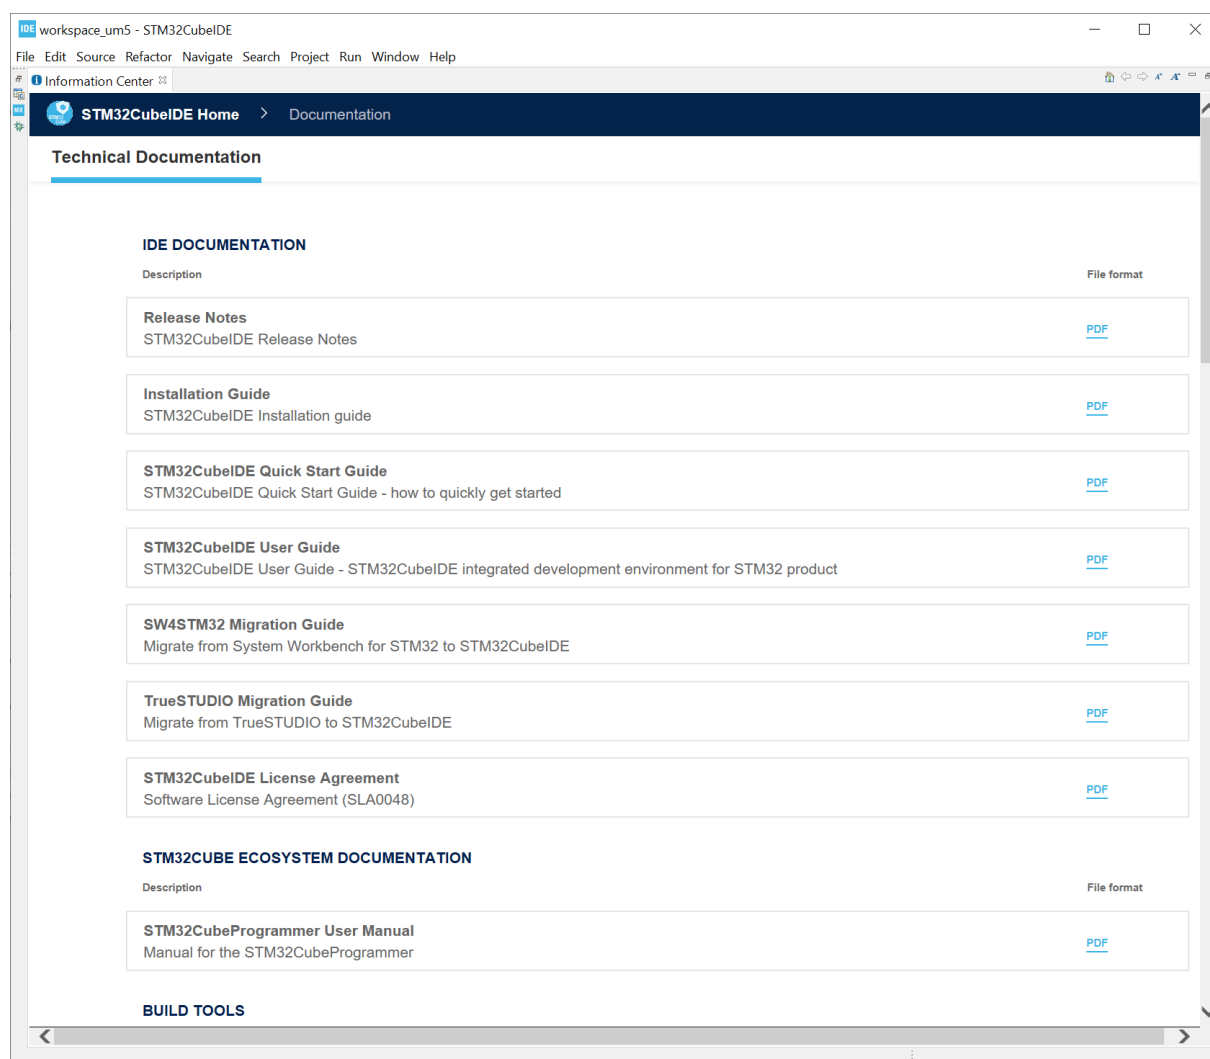 IDE workspace_um5 - STM32CubeIDE
File Edit Source Refactor Navigate Search Project Run Window Help
Information Center
STM32CubeIDE Home > Documentation
Technical Documentation
IDE DOCUMENTATION
Description File format
Release Notes
STM32CubeIDE Release Notes
PDF
Installation Guide
STM32CubeIDE Installation guide
PDF
STM32CubeIDE Quick Start Guide
STM32CubeIDE Quick Start Guide - how to quickly get started
PDF
STM32CubeIDE User Guide
STM32CubeIDE User Guide - STM32CubeIDE integrated development environment for STM32 product
PDF
SW4STM32 Migration Guide
Migrate from System Workbench for STM32 to STM32CubeIDE
PDF
TrueSTUDIO Migration Guide
Migrate from TrueSTUDIO to STM32CubeIDE
PDF
STM32CubeIDE License Agreement
Software License Agreement (SLA0048)
PDF
STM32CUBE ECOSYSTEM DOCUMENTATION
Description File format
STM32CubeProgrammer User Manual
Manual for the STM32CubeProgrammer
PDF
BUILD TOOLS
MX